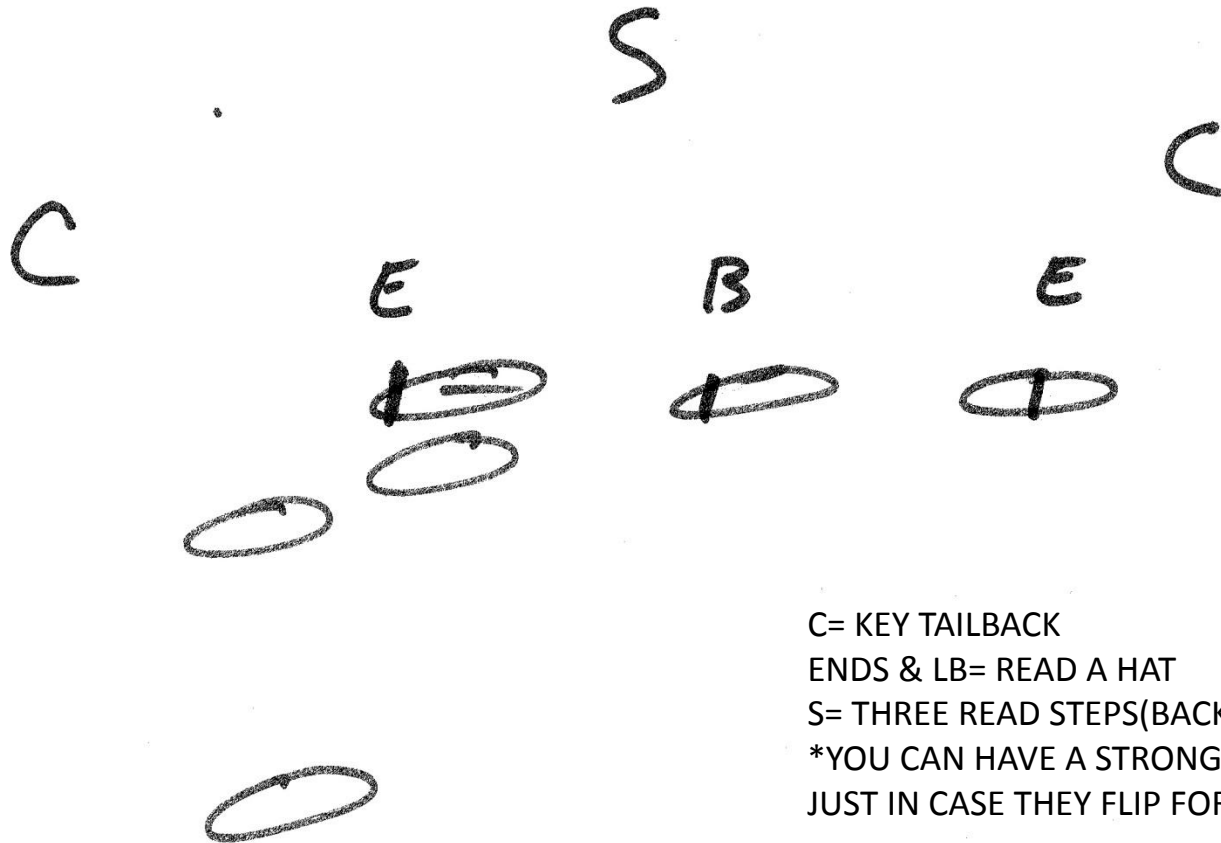 S
C
C
E B E
C= KEY TAILBACK
ENDS & LB= READ A HAT
S= THREE READ STEPS(BACK
*YOU CAN HAVE A STRONG
JUST IN CASE THEY FLIP FOR